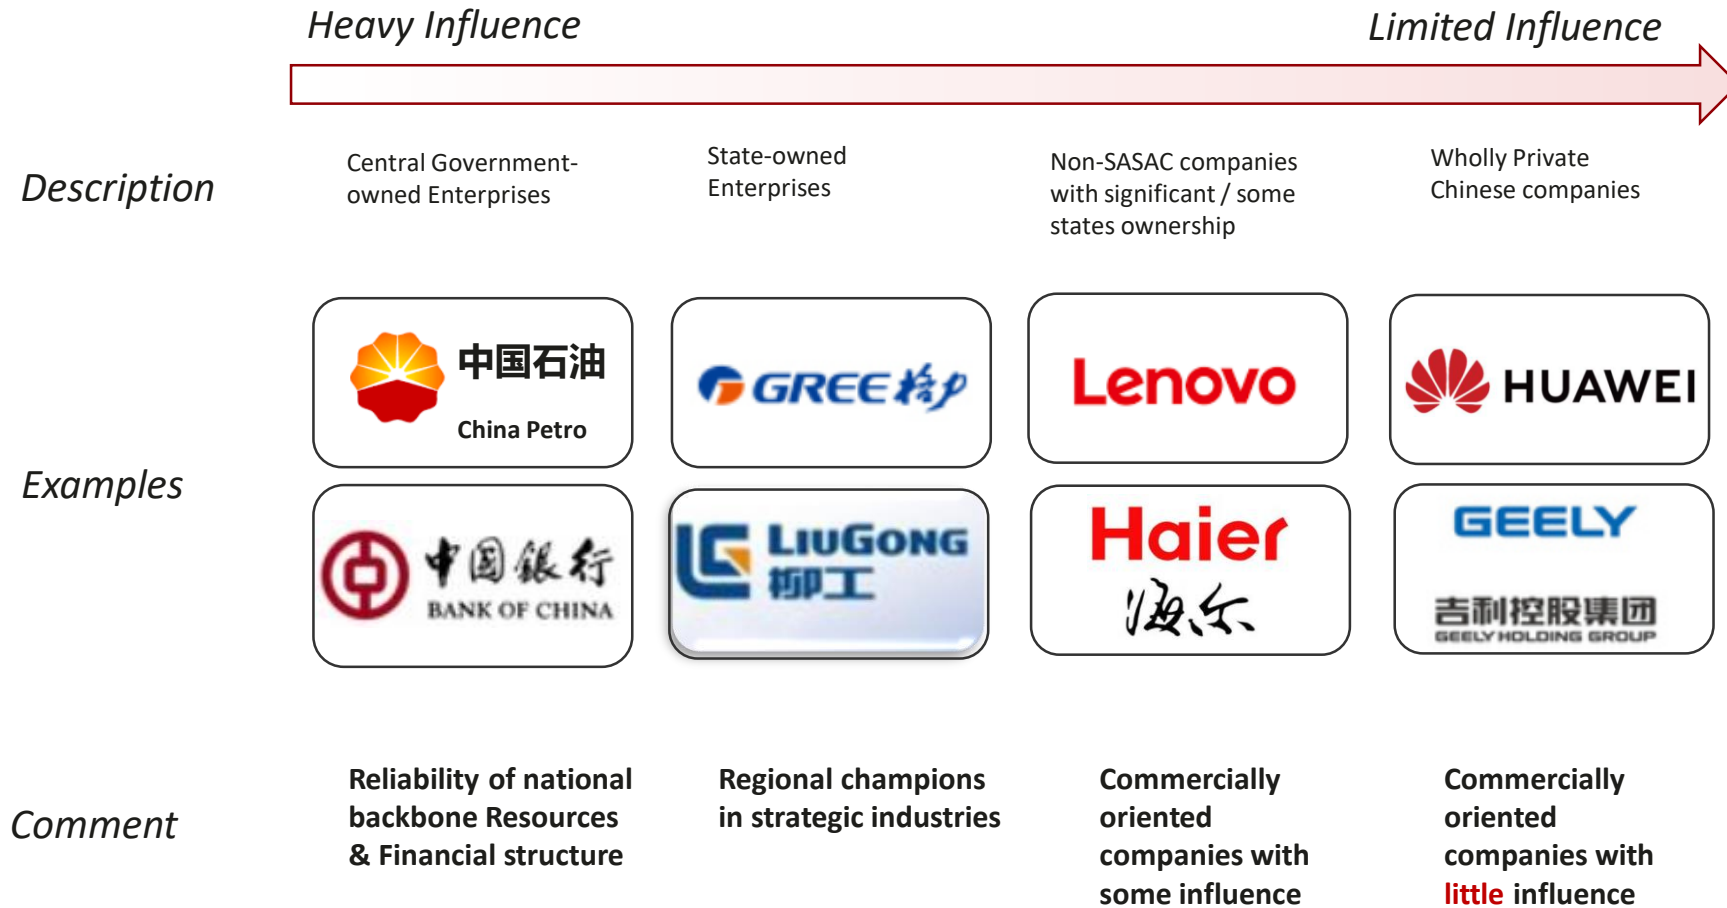 Heavy Influence
Limited Influence
Description
Central Government-
owned Enterprises
State-owned
Enterprises
Non-SASAC companies
with significant / some
states ownership
Wholly Private
Chinese companies
Examples
中国石油
China Petro
GREE 格力
Lenovo
HUAWEI
中國銀行
BANK OF CHINA
LIUGONG
柳工
Haier
海尔
GEELY
吉利控股集团
GEELY HOLDING GROUP
Comment
Reliability of national
backbone Resources
& Financial structure
Regional champions
in strategic industries
Commercially
oriented
companies with
some influence
Commercially
oriented
companies with
little influence